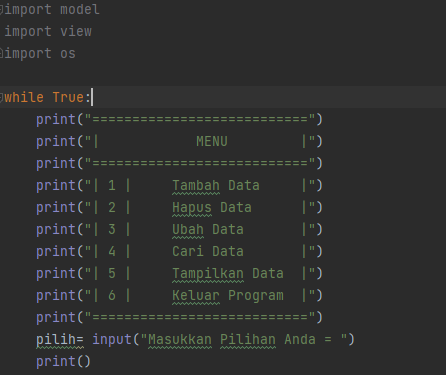 import model
import view
import os
while True:
    print("===========================")
    print("|            MENU         |")
    print("===========================")
    print("| 1 |     Tambah Data     |")
    print("| 2 |     Hapus Data      |")
    print("| 3 |     Ubah Data       |")
    print("| 4 |     Cari Data       |")
    print("| 5 |     Tampilkan Data  |")
    print("| 6 |     Keluar Program  |")
    print("===========================")
    pilih= input("Masukkan Pilihan Anda = ")
    print()